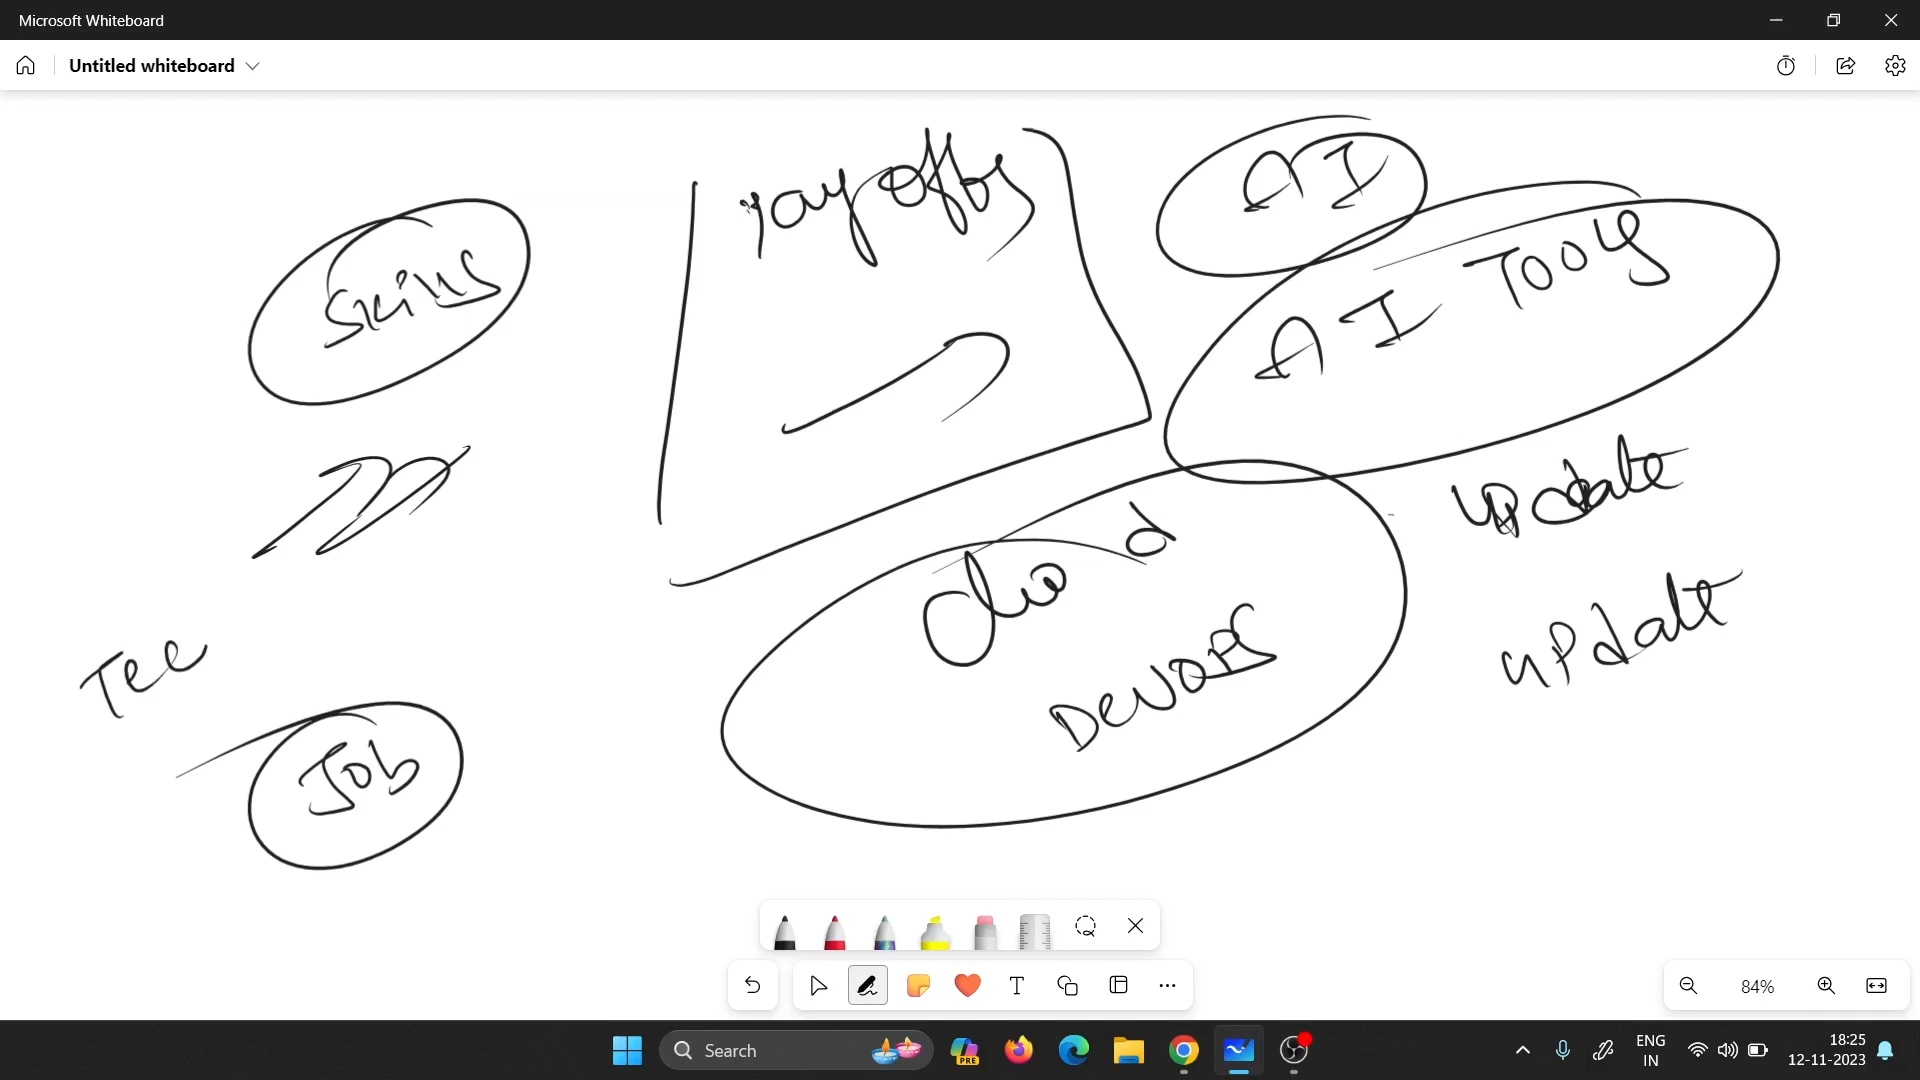 Microsoft Whiteboard
Untitled whiteboard
Layoffs
AI
AI Tools
Skills
Update
Cloud
DevOps
Update
Tec
Job
84%
Search
PRE
ENG
IN
18:25
12-11-2023